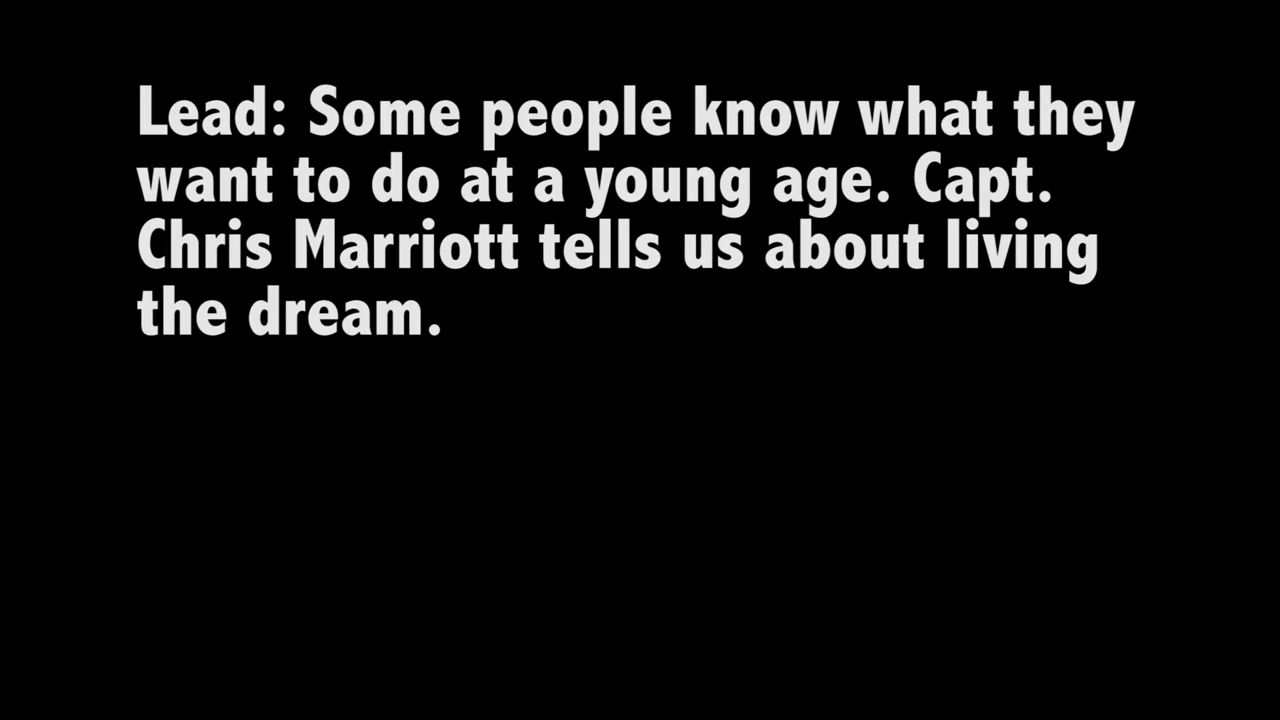 Lead: Some people know what they
want to do at a young age. Capt.
Chris Marriott tells us about living
the dream.